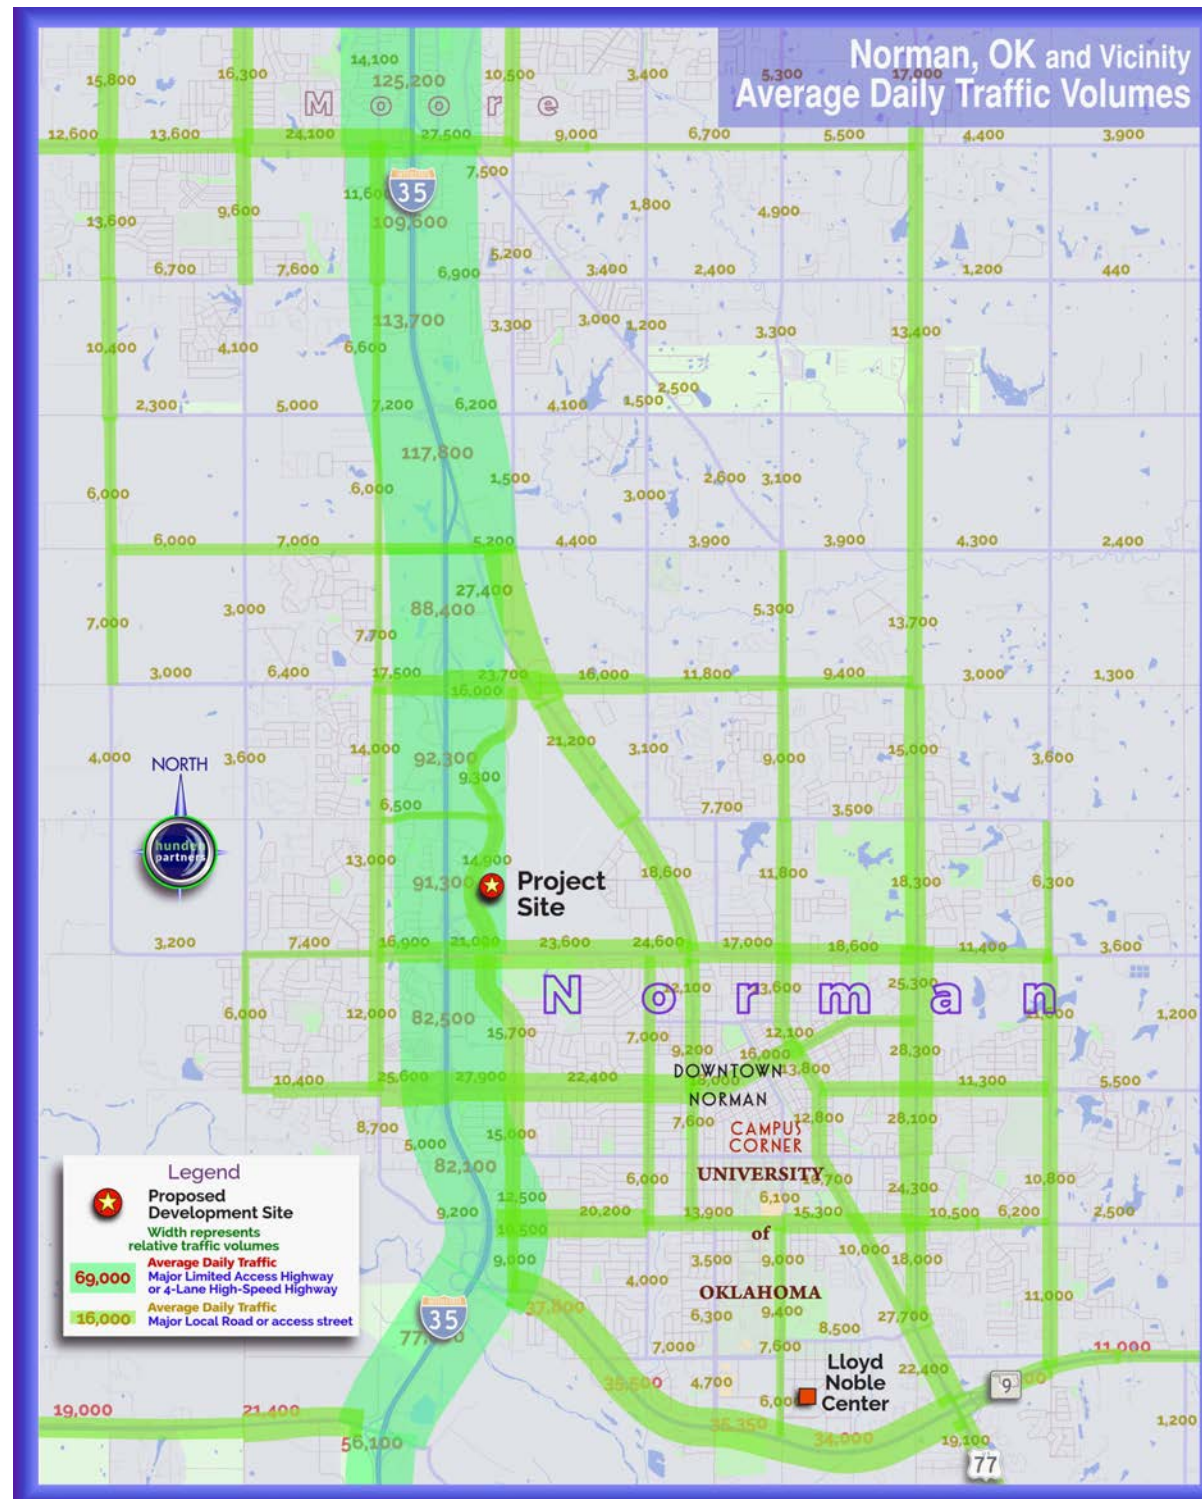 Norman, OK and Vicinity
Average Daily Traffic Volumes
14,100
15,800 16,300 125,200 10,500 3,400 5,300 17,000
Moore
12,600 13,600 24,100 27,500 9,000 6,700 5,500 4,400 3,900
7,500
35
13,600 9,600 109,600 1,800 4,900
5,200
6,700 7,600 6,900 3,400 2,400 1,200 440
113,700 3,300 3,000 1,200 3,300 13,400
10,400 4,100 6,600
2,500
2,300 5,000 7,200 6,200 4,100 1,500
117,800
6,000 6,000 1,500 3,000 2,600 3,100
6,000 7,000 5,200 4,400 3,900 3,900 4,300 2,400
27,400
3,000 88,400 5,300
7,000 7,700 13,700
3,000 6,400 17,500 23,700 16,000 11,800 9,400 3,000 1,300
16,000
21,200
4,000 NORTH 3,600 14,000 92,300 3,100 9,000 15,000 3,600
9,300
6,500 7,700 3,500
hunden
partners
13,000 14,900 18,600 11,800 18,300 6,300
91,300 Project
Site
3,200 7,400 16,900 21,000 23,600 24,600 17,000 18,600 11,400 3,600
Norman
12,100 13,600 25,300
6,000 12,000 82,500 11,000 1,200
15,700 7,000 12,100
9,200 16,000 28,300
DOWNTOWN 13,800
10,400 25,600 27,900 22,400 18,000 11,300 5,500
NORMAN
8,700 15,000 7,600 12,800 28,100
CAMPUS
CORNER
5,000
82,100 UNIVERSITY
6,000 10,800
12,500 6,100 24,300
9,200 20,200 13,900 15,300 10,500 6,200 2,500
10,500 of
9,000 3,500 9,000 10,000 18,000
4,000
OKLAHOMA 11,000
37,800 6,300 9,400 27,700
35 8,500
7,000 7,600 11,000
Lloyd
Noble
Center
22,400
35,500 4,700 9
6,000
19,000 21,400 35,350 34,000 1,200
56,100 19,100
77
Legend
Proposed
Development Site
Width represents
relative traffic volumes
69,000 Average Daily Traffic
Major Limited Access Highway
or 4-Lane High-Speed Highway
16,000 Average Daily Traffic
Major Local Road or access street